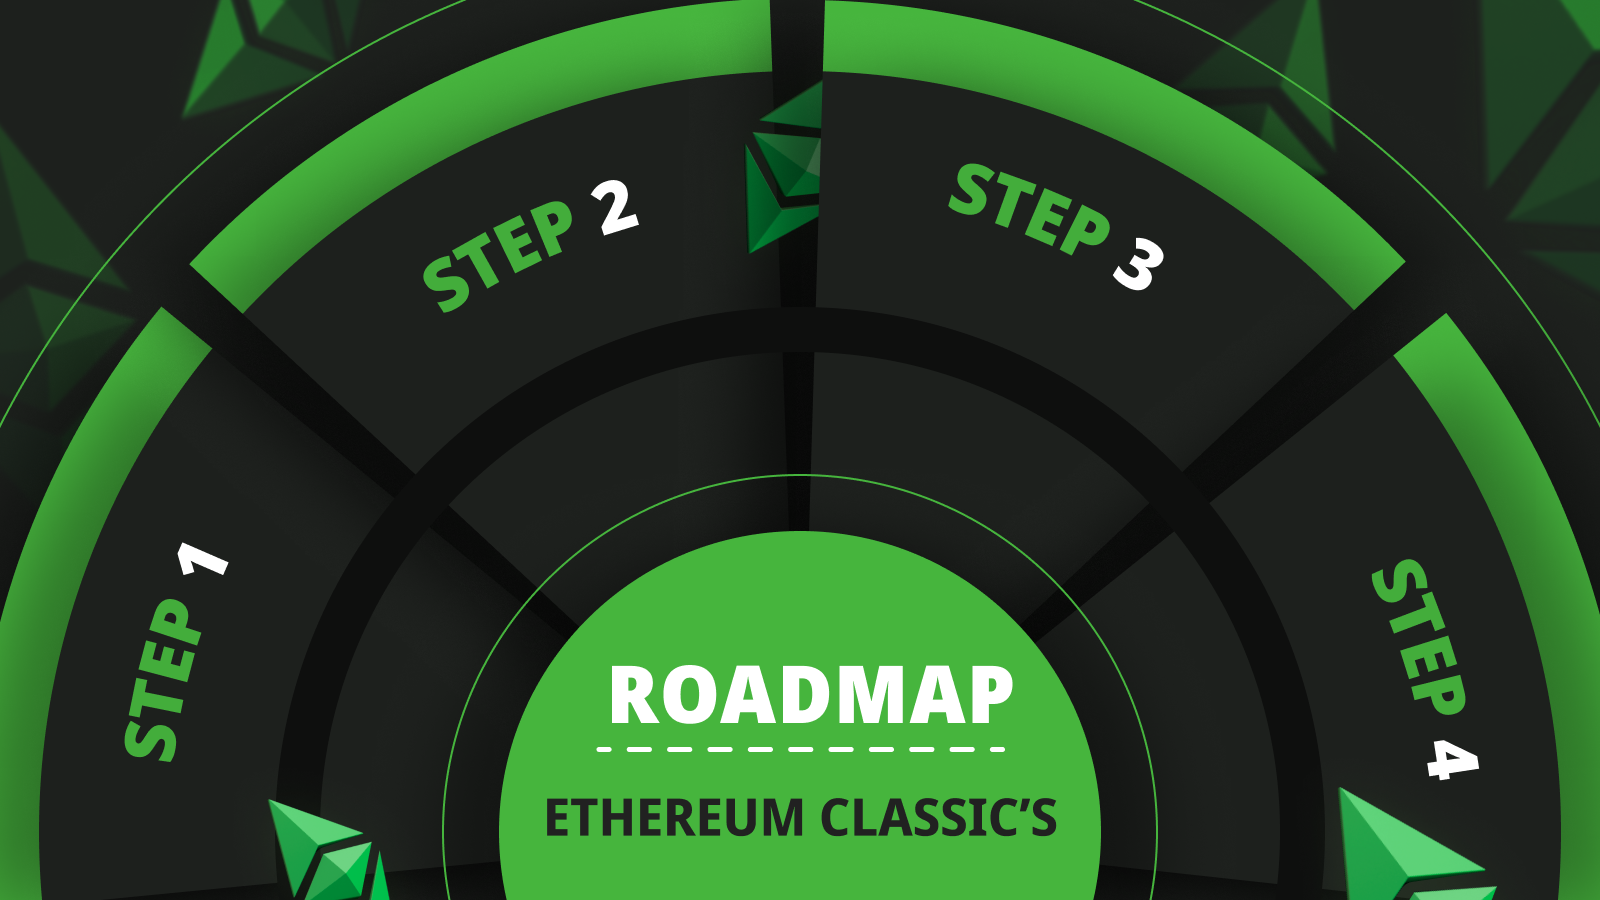 STEP 1
STEP 2
STEP 3
STEP 4
ROADMAP
ETHEREUM CLASSIC’S